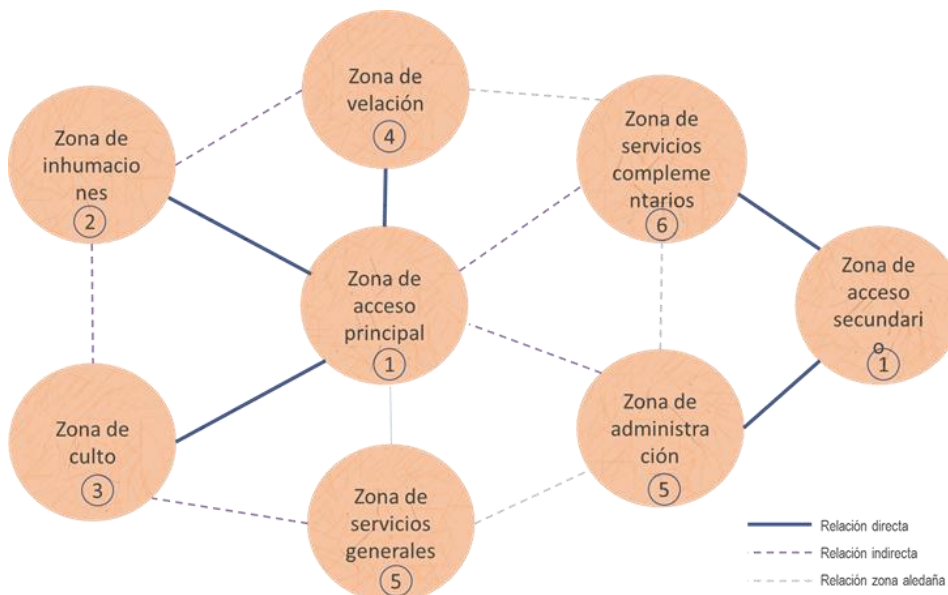 Zona de
velación
4
Zona de
inhumacio
nes
2
Zona de
servicios
compleme
ntarios
6
Zona de
acceso
principal
1
Zona de
acceso
secundari
o
1
Zona de
culto
3
Zona de
administra
ción
5
Zona de
servicios
generales
5
Relación directa
Relación indirecta
Relación zona aledaña